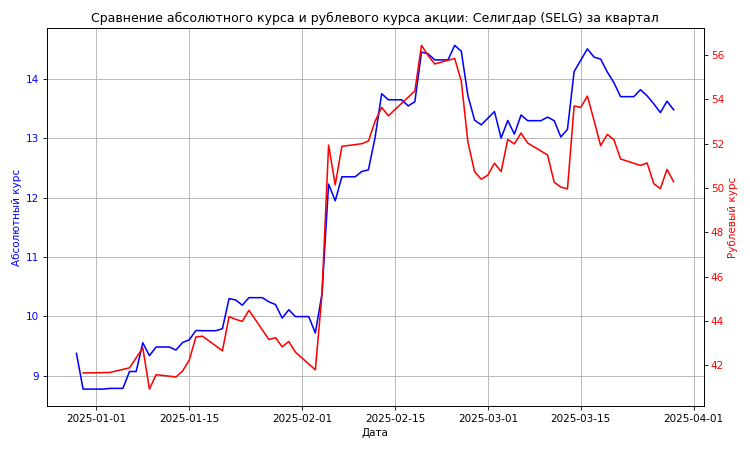 Сравнение абсолютного курса и рублевого курса акции: Селигдар (SELG) за квартал
14
13
12
11
10
9
Абсолютный курс
56
54
52
50
48
46
44
42
Рублевый курс
2025-01-01 2025-01-15 2025-02-01 2025-02-15 2025-03-01 2025-03-15 2025-04-01
Дата